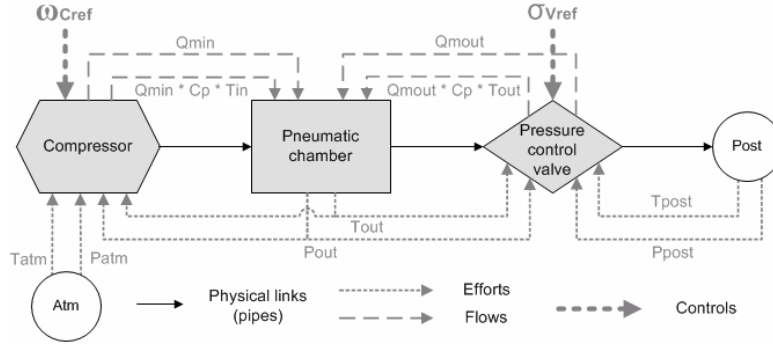 ωCref
σVref
Qmin
Qmout
Qmin * Cp * Tin
Qmout * Cp * Tout
Compressor
Pneumatic
chamber
Pressure
control
valve
Post
Tout
Tpost
Pout
Ppost
Tatm
Patm
Atm
Physical links
(pipes)
Efforts
Flows
Controls